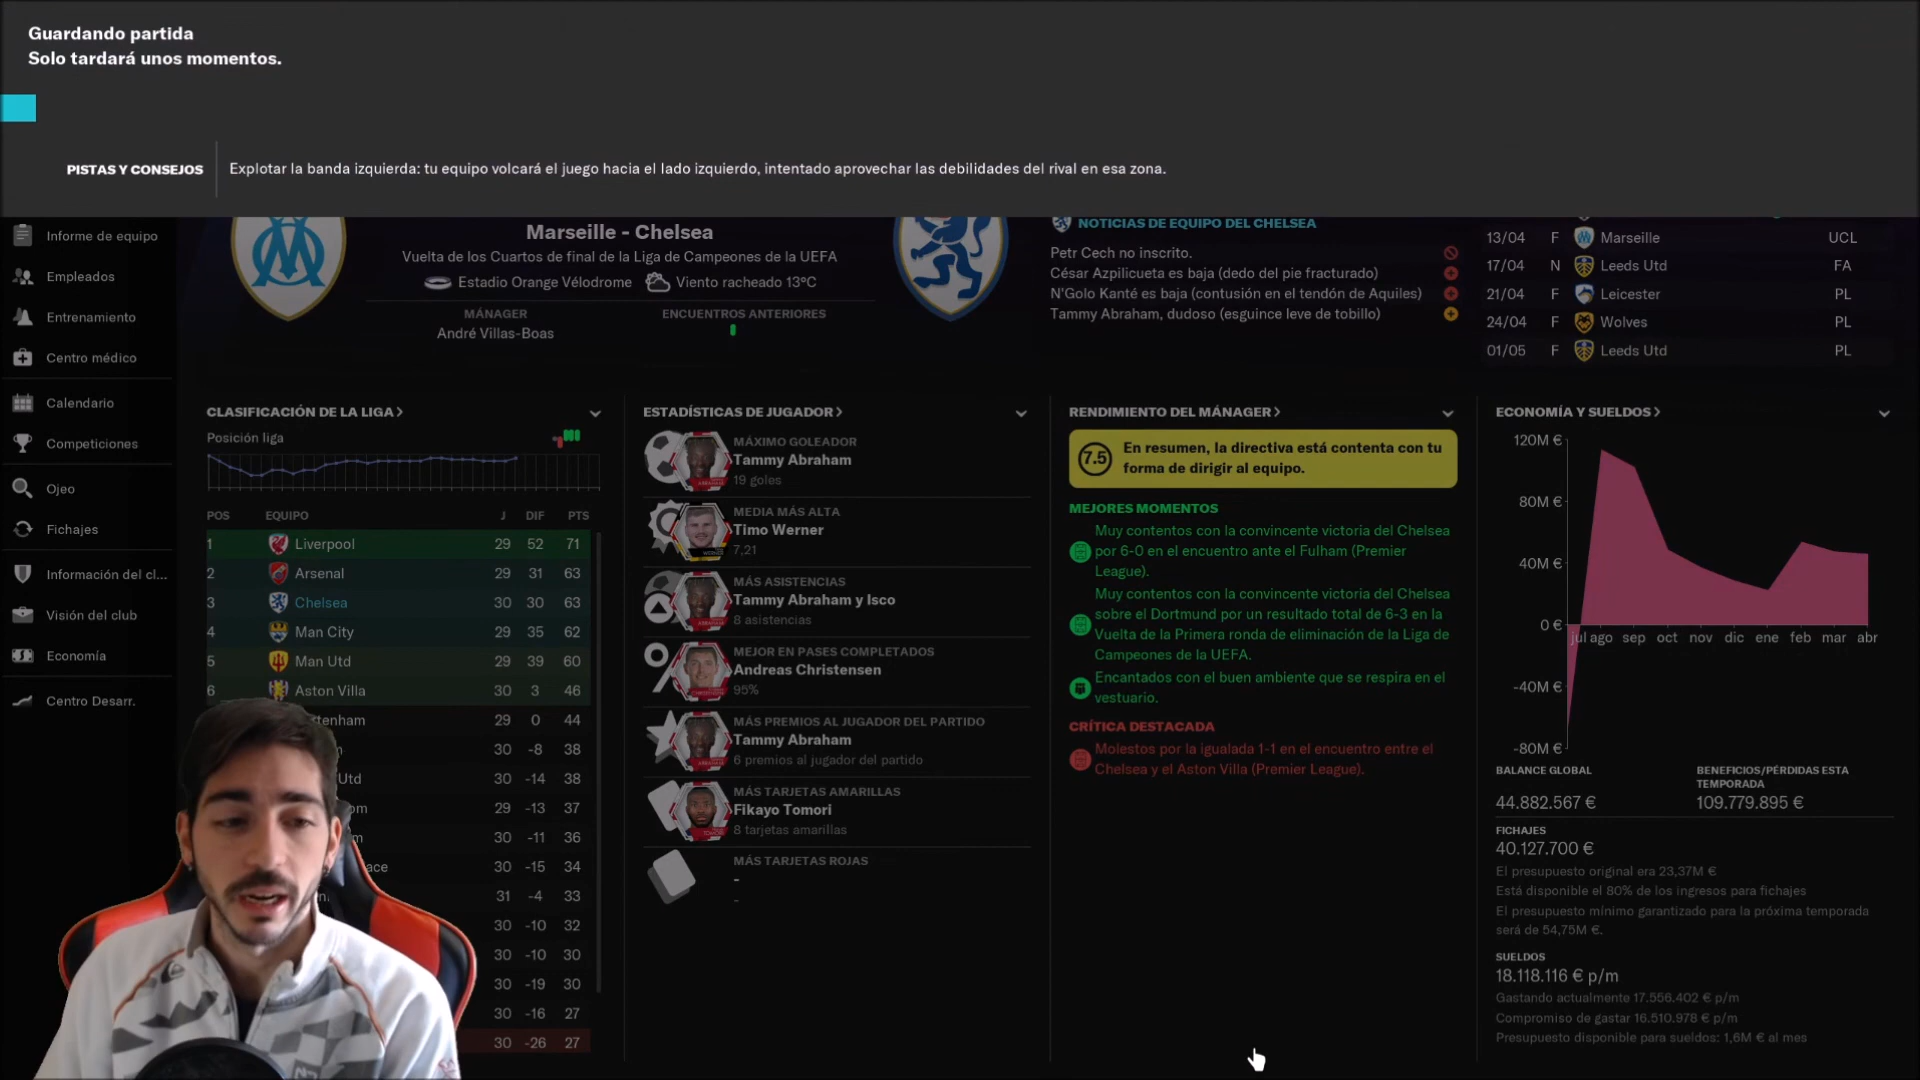 Guardando partida
Solo tardará unos momentos.
PISTAS Y CONSEJOS
Explotar la banda izquierda: tu equipo volcará el juego hacia el lado izquierdo, intentado aprovechar las debilidades del rival en esa zona.
Informe de equipo
Empleados
Entrenamiento
Centro médico
Calendario
Competiciones
Ojeo
Fichajes
Información del cl...
Visión del club
Economía
Centro Desarr.
Marseille - Chelsea
Vuelta de los Cuartos de final de la Liga de Campeones de la UEFA
Estadio Orange Vélodrome Viento racheado 13ºC
MÁNAGER
André Villas-Boas
ENCUENTROS ANTERIORES
NOTICIAS DE EQUIPO DEL CHELSEA
Petr Cech no inscrito.
César Azpilicueta es baja (dedo del pie fracturado)
N'Golo Kanté es baja (contusión en el tendón de Aquiles)
Tammy Abraham, dudoso (esguince leve de tobillo)
13/04 F Marseille UCL
17/04 N Leeds Utd FA
21/04 F Leicester PL
24/04 F Wolves PL
01/05 F Leeds Utd PL
CLASIFICACIÓN DE LA LIGA >
Posición liga
POS EQUIPO J DIF PTS
1 Liverpool 29 52 71
2 Arsenal 29 31 63
3 Chelsea 30 30 63
4 Man City 29 35 62
5 Man Utd 29 39 60
6 Aston Villa 30 3 46
ttenham 29 0 44
30 -8 38
Utd 30 -14 38
om 29 -13 37
30 -11 36
ace 30 -15 34
31 -4 33
30 -10 32
30 -10 30
30 -19 30
30 -16 27
30 -26 27
ESTADÍSTICAS DE JUGADOR >
MÁXIMO GOLEADOR
Tammy Abraham
19 goles
MEDIA MÁS ALTA
Timo Werner
7,21
MÁS ASISTENCIAS
Tammy Abraham y Isco
8 asistencias
MEJOR EN PASES COMPLETADOS
Andreas Christensen
95%
MÁS PREMIOS AL JUGADOR DEL PARTIDO
Tammy Abraham
6 premios al jugador del partido
MÁS TARJETAS AMARILLAS
Fikayo Tomori
8 tarjetas amarillas
MÁS TARJETAS ROJAS
-
-
RENDIMIENTO DEL MÁNAGER >
7.5
En resumen, la directiva está contenta con tu
forma de dirigir al equipo.
MEJORES MOMENTOS
Muy contentos con la convincente victoria del Chelsea
por 6-0 en el encuentro ante el Fulham (Premier
League).
Muy contentos con la convincente victoria del Chelsea
sobre el Dortmund por un resultado total de 6-3 en la
Vuelta de la Primera ronda de eliminación de la Liga de
Campeones de la UEFA.
Encantados con el buen ambiente que se respira en el
vestuario.
CRÍTICA DESTACADA
Molestos por la igualada 1-1 en el encuentro entre el
Chelsea y el Aston Villa (Premier League).
ECONOMÍA Y SUELDOS >
120M €
80M €
40M €
0 €
-40M €
-80M €
jul ago sep oct nov dic ene feb mar abr
BALANCE GLOBAL
44.882.567 €
BENEFICIOS/PÉRDIDAS ESTA
TEMPORADA
109.779.895 €
FICHAJES
40.127.700 €
El presupuesto original era 23,37M €
Está disponible el 80% de los ingresos para fichajes
El presupuesto mínimo garantizado para la próxima temporada
será de 54,75M €.
SUELDOS
18.118.116 € p/m
Gastando actualmente 17.556.402 € p/m
Compromiso de gastar 16.510.978 € p/m
Presupuesto disponible para sueldos: 1,6M € al mes